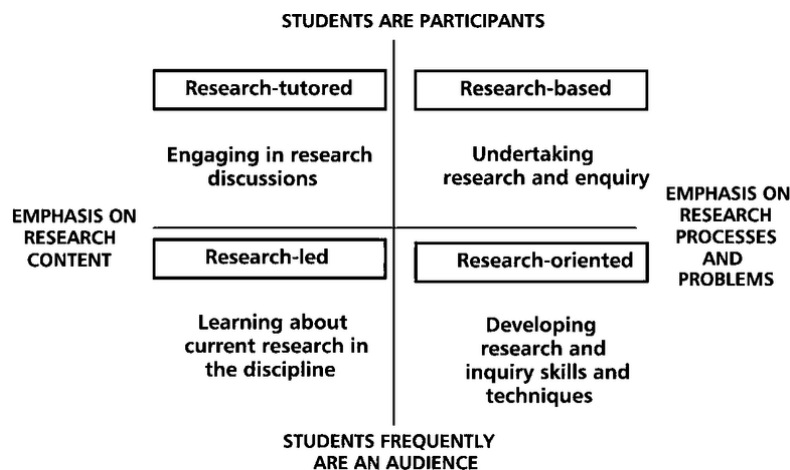 STUDENTS ARE PARTICIPANTS
Research-tutored
Research-based
Engaging in research
discussions
Undertaking
research and enquiry
EMPHASIS ON
RESEARCH
CONTENT
EMPHASIS ON
RESEARCH
PROCESSES
AND
PROBLEMS
Research-led
Research-oriented
Learning about
current research in
the discipline
Developing
research and
inquiry skills and
techniques
STUDENTS FREQUENTLY
ARE AN AUDIENCE